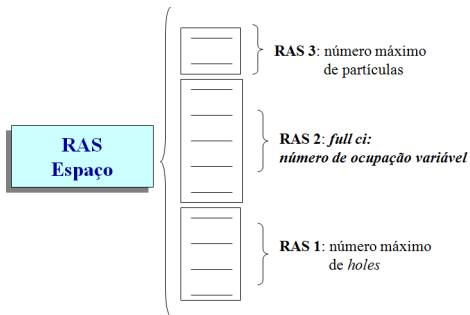 RAS
Espaço
RAS 3: número máximo
de partículas
RAS 2: full ci:
número de ocupação variável
RAS 1: número máximo
de holes